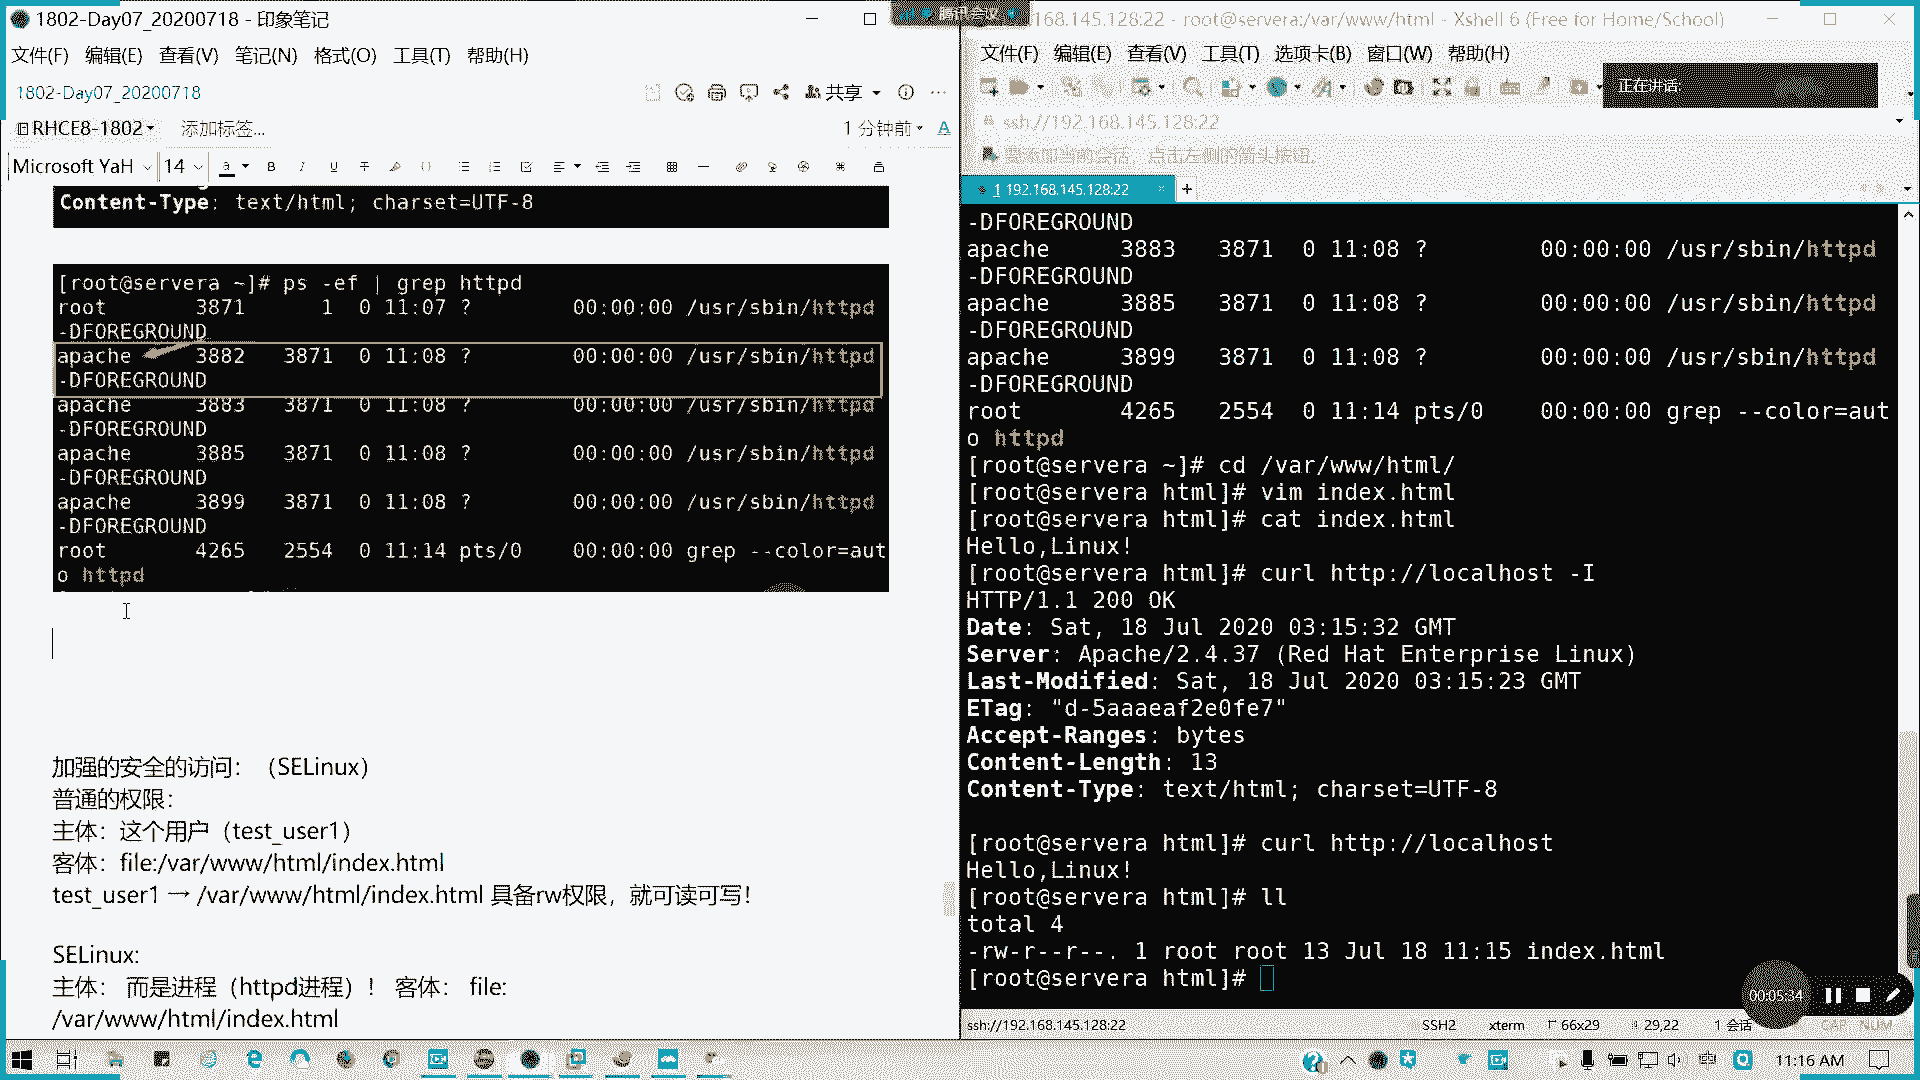 1802-Day07_20200718 - 印象笔记
文件(F) 编辑(E) 查看(V) 笔记(N) 格式(O) 工具(T) 帮助(H)
1802-Day07_20200718
共享
RHCE8-1802
添加标签...
1 分钟前
Microsoft YaH 14
Content-Type: text/html; charset=UTF-8
[root@servera ~]# ps -ef | grep httpd
root 3871 1 0 11:07 ? 00:00:00 /usr/sbin/httpd
-DFOREGROUND
apache 3882 3871 0 11:08 ? 00:00:00 /usr/sbin/httpd
-DFOREGROUND
apache 3883 3871 0 11:08 ? 00:00:00 /usr/sbin/httpd
-DFOREGROUND
apache 3885 3871 0 11:08 ? 00:00:00 /usr/sbin/httpd
-DFOREGROUND
apache 3899 3871 0 11:08 ? 00:00:00 /usr/sbin/httpd
-DFOREGROUND
root 4265 2554 0 11:14 pts/0 00:00:00 grep --color=aut
o httpd
加强的安全的访问：（SELinux）
普通的权限：
主体：这个用户（test_user1）
客体：file:/var/www/html/index.html
test_user1 → /var/www/html/index.html 具备rw权限，就可读可写！
SELinux:
主体： 而是进程（httpd进程）！ 客体： file:
/var/www/html/index.html
腾讯会议
168.145.128:22 - root@servera:/var/www/html - Xshell 6 (Free for Home/School)
文件(F) 编辑(E) 查看(V) 工具(T) 选项卡(B) 窗口(W) 帮助(H)
正在讲话:
ssh://192.168.145.128:22
要添加当前会话，点击左侧的箭头按钮。
1 192.168.145.128:22
-DFOREGROUND
apache 3883 3871 0 11:08 ? 00:00:00 /usr/sbin/httpd
-DFOREGROUND
apache 3885 3871 0 11:08 ? 00:00:00 /usr/sbin/httpd
-DFOREGROUND
apache 3899 3871 0 11:08 ? 00:00:00 /usr/sbin/httpd
-DFOREGROUND
root 4265 2554 0 11:14 pts/0 00:00:00 grep --color=aut
o httpd
[root@servera ~]# cd /var/www/html/
[root@servera html]# vim index.html
[root@servera html]# cat index.html
Hello,Linux!
[root@servera html]# curl http://localhost -I
HTTP/1.1 200 OK
Date: Sat, 18 Jul 2020 03:15:32 GMT
Server: Apache/2.4.37 (Red Hat Enterprise Linux)
Last-Modified: Sat, 18 Jul 2020 03:15:23 GMT
ETag: "d-5aaaeaf2e0fe7"
Accept-Ranges: bytes
Content-Length: 13
Content-Type: text/html; charset=UTF-8
[root@servera html]# curl http://localhost
Hello,Linux!
[root@servera html]# ll
total 4
-rw-r--r--. 1 root root 13 Jul 18 11:15 index.html
[root@servera html]#
00:05:34
ssh://192.168.145.128:22 SSH2 xterm 66x29 29,22 1 会话 CAP NUM
11:16 AM